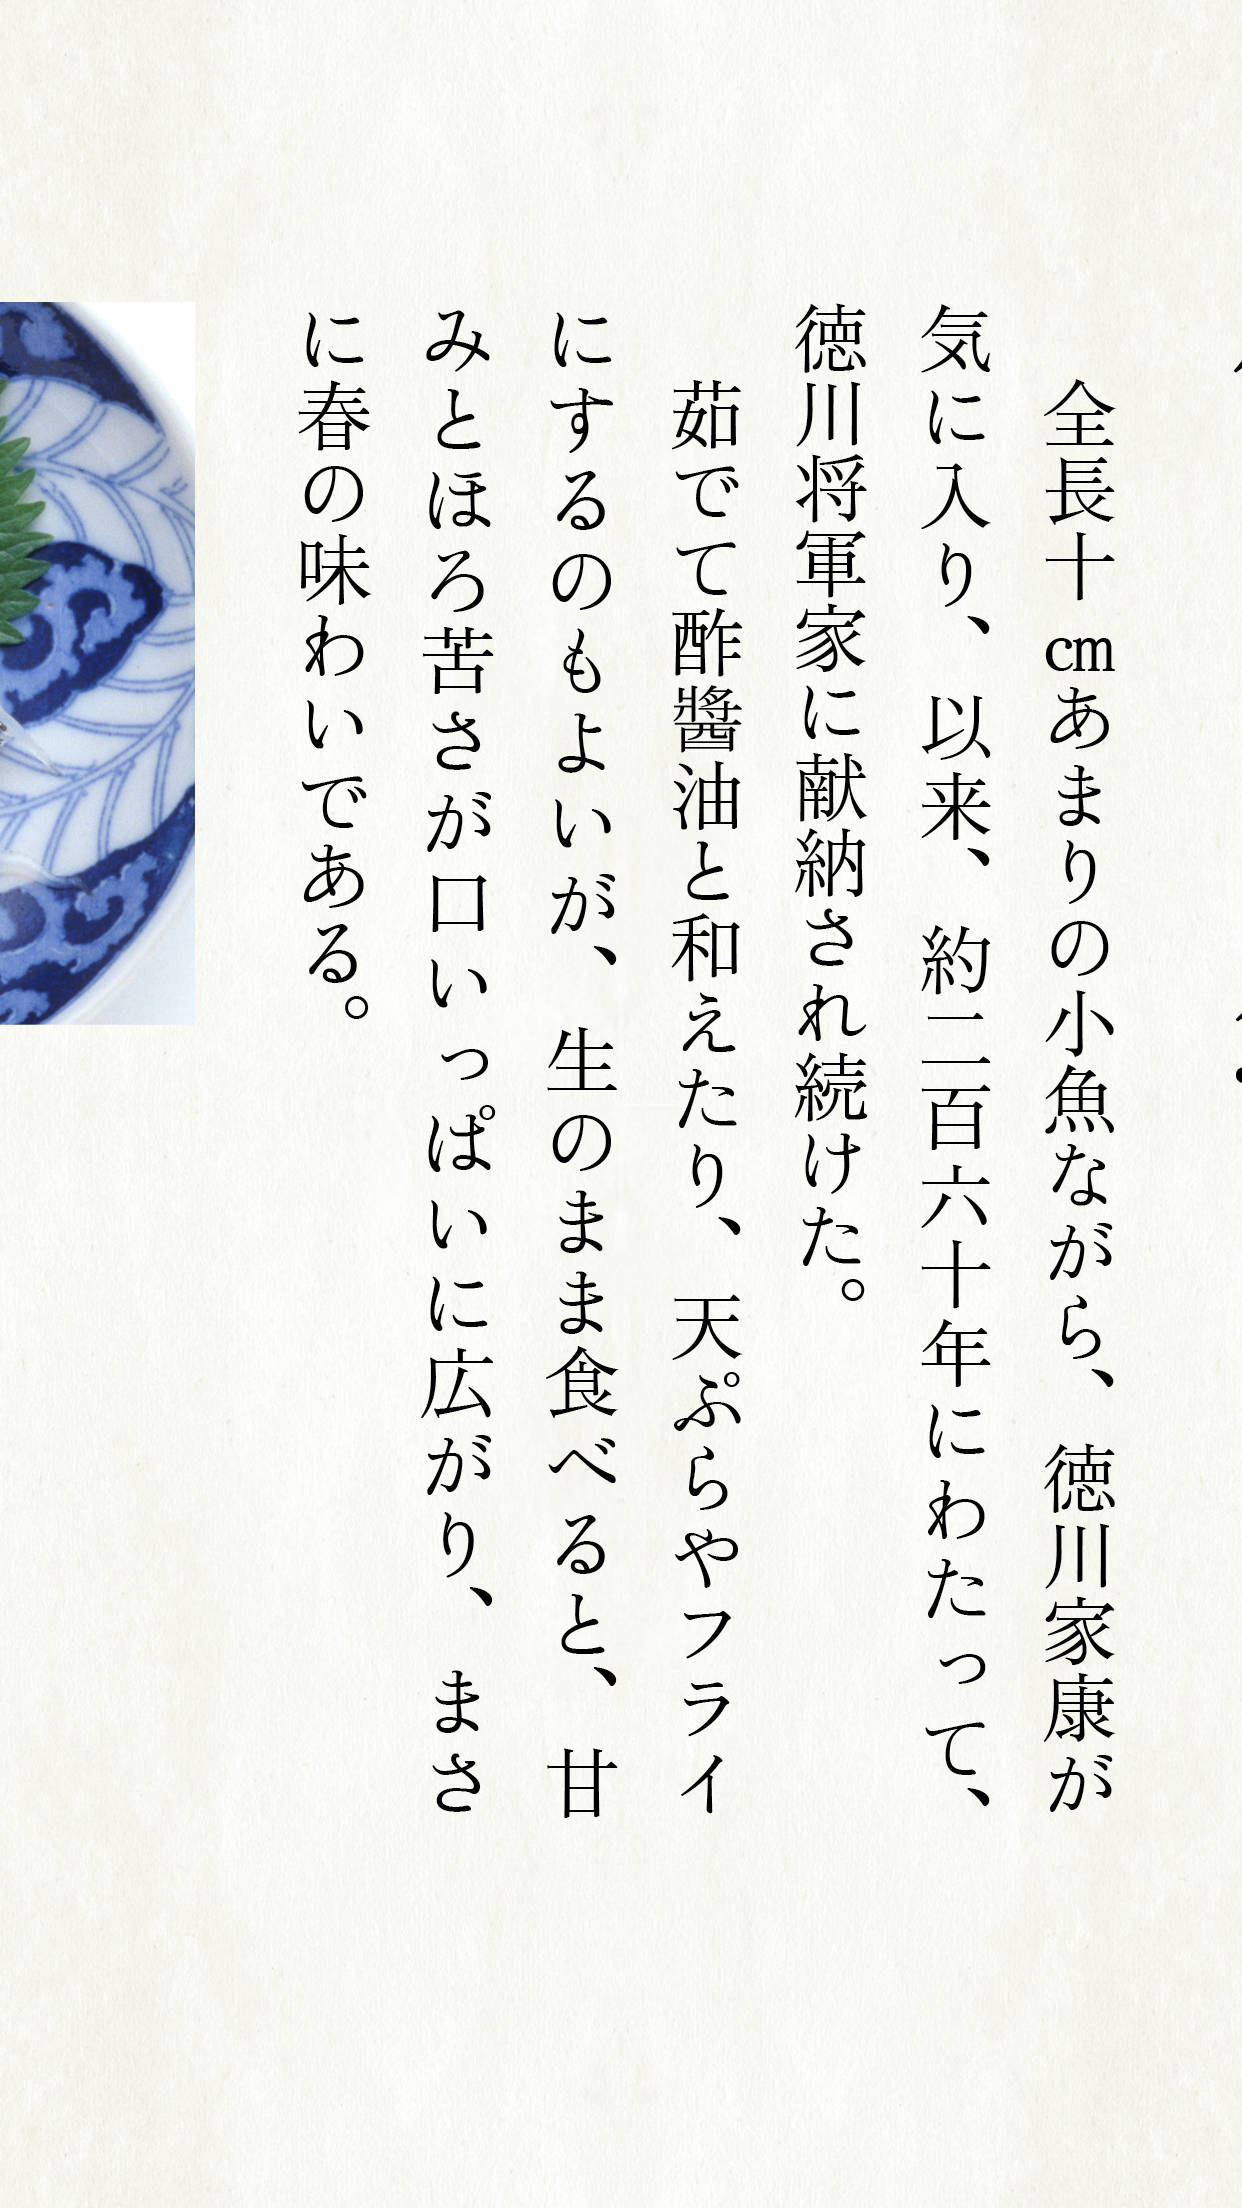 全長十㎝あまりの小魚ながら、徳川家康が
気に入り、以来、約二百六十年にわたって、
徳川将軍家に献納され続けた。
茹でて酢醬油と和えたり、天ぷらやフライ
にするのもよいが、生のまま食べると、甘
みとほろ苦さが口いっぱいに広がり、まさ
に春の味わいである。